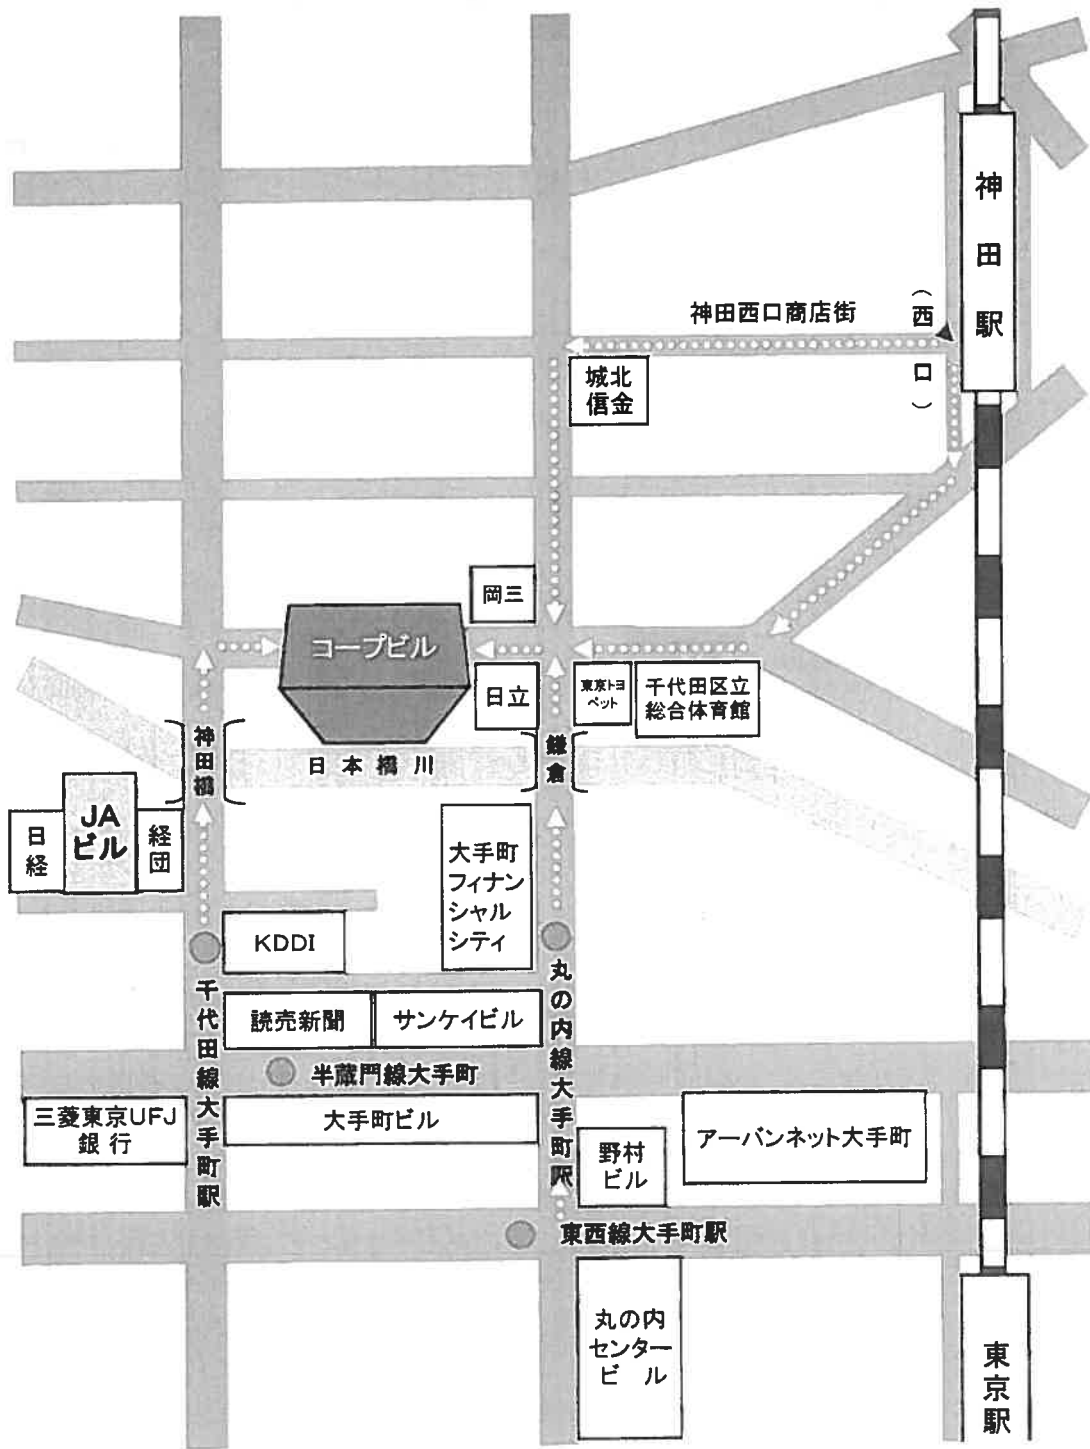 神田駅
神田西口商店街
（西口）
城北
信金
岡三
コープビル
日立
東京トヨ
ペット
千代田区立
総合体育館
神田橋
日本橋川
鎌倉
JA
ビル
日経
経団
大手町
フィナン
シャル
シティ
KDDI
千代田線大手町駅
丸の内線大手町駅
読売新聞
サンケイビル
半蔵門線大手町
三菱東京UFJ
銀行
大手町ビル
野村
ビル
アーバンネット大手町
東西線大手町駅
丸の内
センター
ビル
東京駅